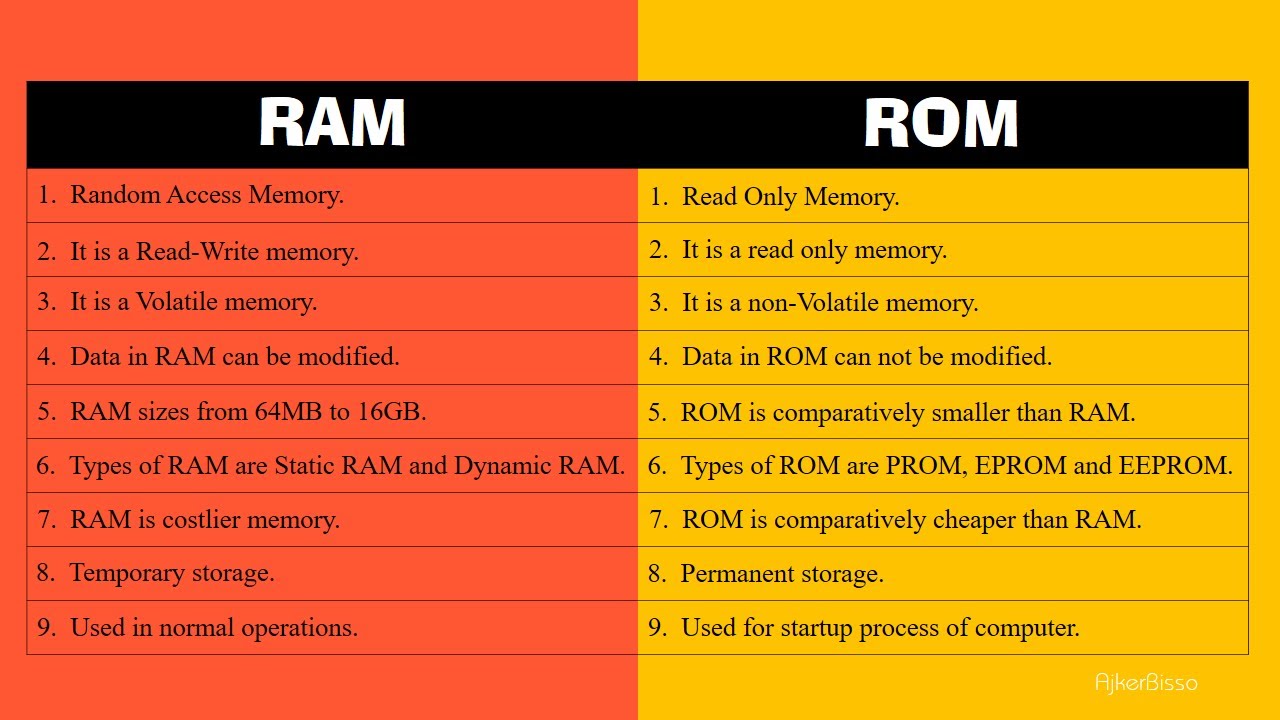 RAM
ROM
1. Random Access Memory.
1. Read Only Memory.
2. It is a Read-Write memory.
2. It is a read only memory.
3. It is a Volatile memory.
3. It is a non-Volatile memory.
4. Data in RAM can be modified.
4. Data in ROM can not be modified.
5. RAM sizes from 64MB to 16GB.
5. ROM is comparatively smaller than RAM.
6. Types of RAM are Static RAM and Dynamic RAM.
6. Types of ROM are PROM, EPROM and EEPROM.
7. RAM is costlier memory.
7. ROM is comparatively cheaper than RAM.
8. Temporary storage.
8. Permanent storage.
9. Used in normal operations.
9. Used for startup process of computer.
AjkerBisso